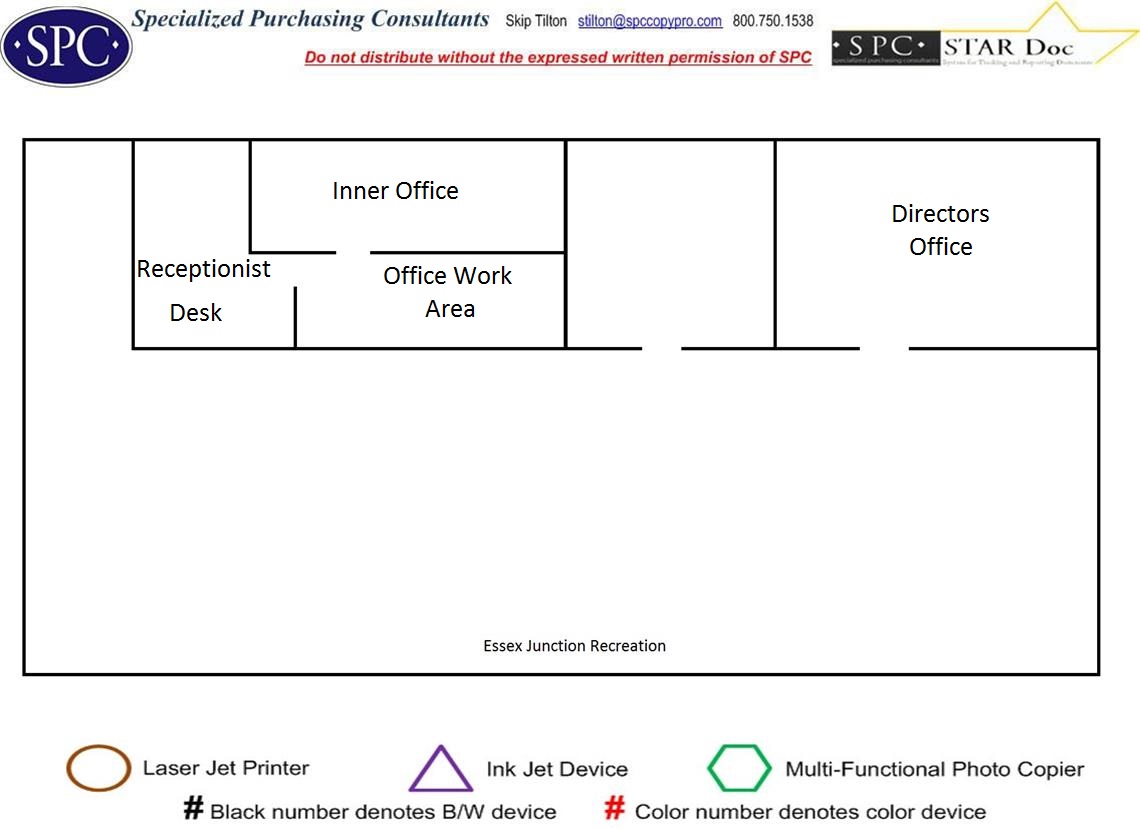 Specialized Purchasing Consultants Skip Tilton stilton@spccopypro.com 800.750.1538
·SPC·
Do not distribute without the expressed written permission of SPC
·SPC· STAR Doc
specialized purchasing consultants System for Tracking and Reporting Documents
Inner Office
Directors
Office
Receptionist
Desk
Office Work
Area
Essex Junction Recreation
Laser Jet Printer Ink Jet Device Multi-Functional Photo Copier
# Black number denotes B/W device # Color number denotes color device